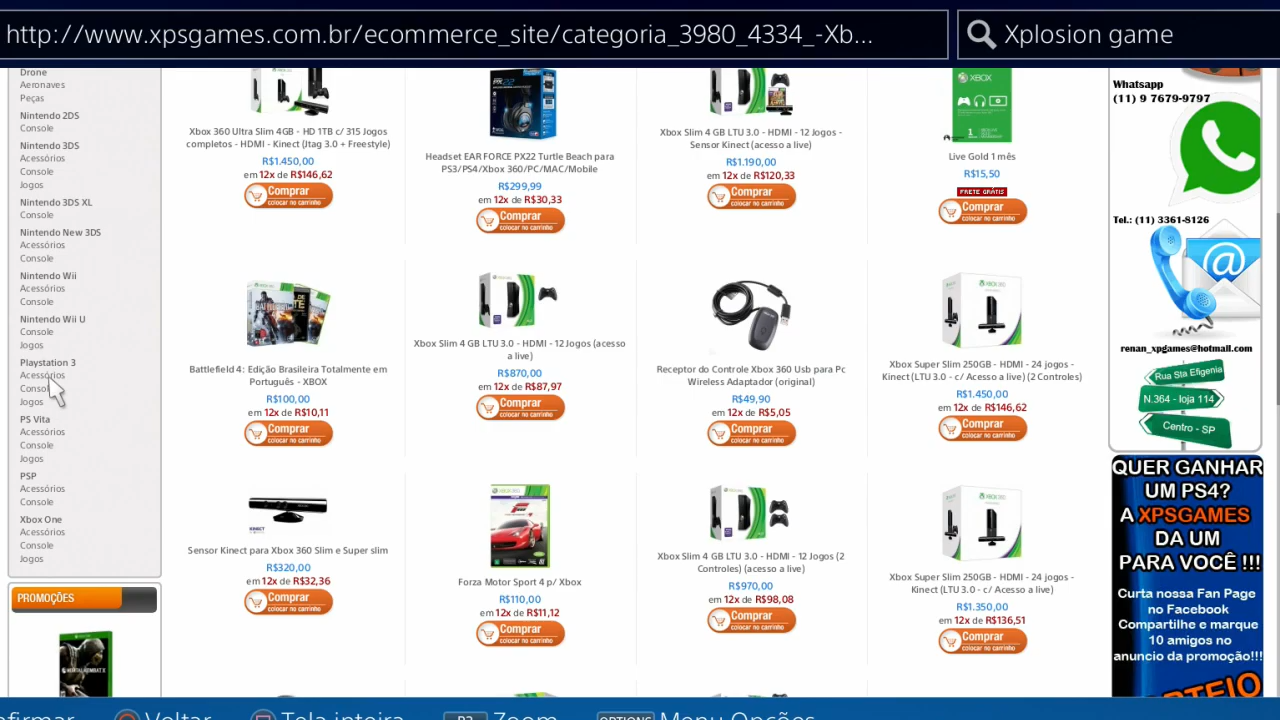 http://www.xpsgames.com.br/ecommerce_site/categoria_3980_4334_-Xb...
Xplosion game
Drone
Aeronaves
Peças
Nintendo 2DS
Console
Nintendo 3DS
Acessórios
Console
Jogos
Nintendo 3DS XL
Console
Nintendo New 3DS
Acessórios
Console
Nintendo Wii
Acessórios
Console
Nintendo Wii U
Console
Jogos
Playstation 3
Acessórios
Console
Jogos
PS Vita
Acessórios
Console
Jogos
PSP
Acessórios
Console
Xbox One
Acessórios
Console
Jogos
PROMOÇÕES
Xbox 360 Ultra Slim 4GB - HD 1TB c/ 315 Jogos
completos - HDMI - Kinect (Jtag 3.0 + Freestyle)
R$1.450,00
em 12x de R$146,62
Comprar
colocar no carrinho
Headset EAR FORCE PX22 Turtle Beach para
PS3/PS4/Xbox 360/PC/MAC/Mobile
R$299,99
em 12x de R$30,33
Comprar
colocar no carrinho
Xbox Slim 4 GB LTU 3.0 - HDMI - 12 Jogos -
Sensor Kinect (acesso a live)
R$1.190,00
em 12x de R$120,33
Comprar
colocar no carrinho
XBOX
Live Gold 1 mês
R$15,50
FRETE GRÁTIS
Comprar
colocar no carrinho
Battlefield 4: Edição Brasileira Totalmente em
Português - XBOX
R$100,00
em 12x de R$10,11
Comprar
colocar no carrinho
Xbox Slim 4 GB LTU 3.0 - HDMI - 12 Jogos (acesso
a live)
R$870,00
em 12x de R$87,97
Comprar
colocar no carrinho
Receptor do Controle Xbox 360 Usb para Pc
Wireless Adaptador (original)
R$49,90
em 12x de R$5,05
Comprar
colocar no carrinho
Xbox Super Slim 250GB - HDMI - 24 jogos -
Kinect (LTU 3.0 - c/ Acesso a live) (2 Controles)
R$1.450,00
em 12x de R$146,62
Comprar
colocar no carrinho
Sensor Kinect para Xbox 360 Slim e Super slim
R$320,00
em 12x de R$32,36
Comprar
colocar no carrinho
Forza Motor Sport 4 p/ Xbox
R$110,00
em 12x de R$11,12
Comprar
colocar no carrinho
Xbox Slim 4 GB LTU 3.0 - HDMI - 12 Jogos (2
Controles) (acesso a live)
R$970,00
em 12x de R$98,08
Comprar
colocar no carrinho
Xbox Super Slim 250GB - HDMI - 24 jogos -
Kinect (LTU 3.0 - c/ Acesso a live)
R$1.350,00
em 12x de R$136,51
Comprar
colocar no carrinho
Whatsapp
(11) 9 7679-9797
Tel.: (11) 3361-8126
renan_xpgames@hotmail.com
Rua Sta Efigenia
N.364 - loja 114
Centro - SP
QUER GANHAR
UM PS4?
A XPSGAMES
DA UM
PARA VOCÊ !!!
Curta nossa Fan Page
no Facebook
Compartilhe e marque
10 amigos no
anuncio da promoção!!!
Voltar
Tela inteira
R3 Zoom
OPTIONS Menu Opções